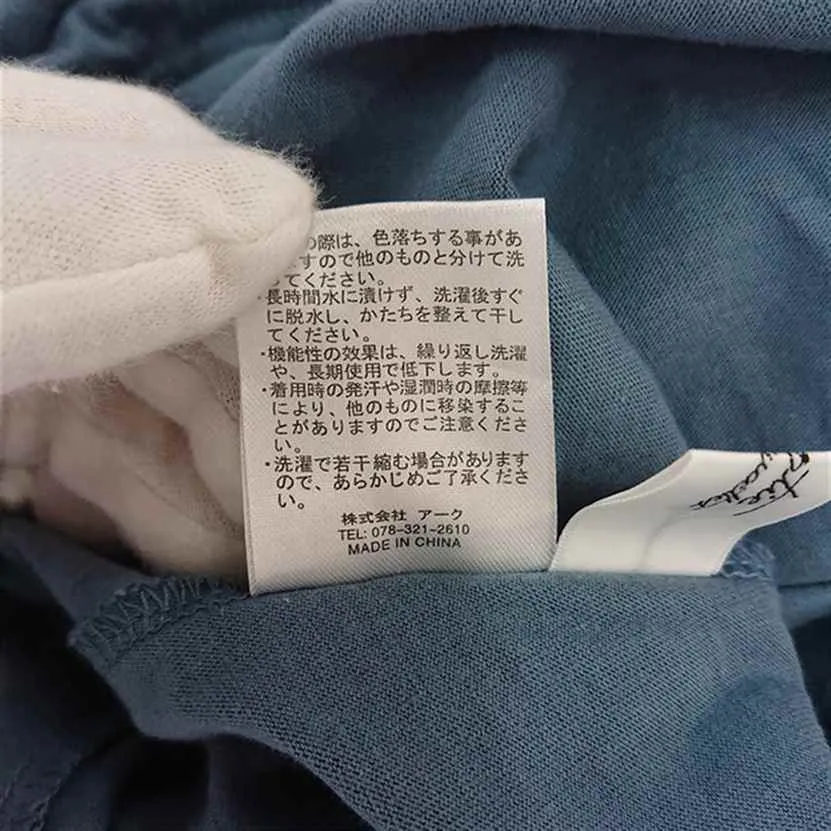 の際は、色落ちする事があ
ますので他のものと分けて洗
ってください。
・長時間水に漬けず、洗濯後すぐ
に脱水し、かたちを整えて干し
てください。
・機能性の効果は、繰り返し洗濯
や、長期使用で低下します。
・着用時の発汗や湿潤時の摩擦等
により、他のものに移染するこ
とがありますのでご注意くださ
い。
・洗濯で若干縮む場合があります
ので、あらかじめご了承くださ
い。
株式会社 アーク
TEL: 078-321-2610
MADE IN CHINA